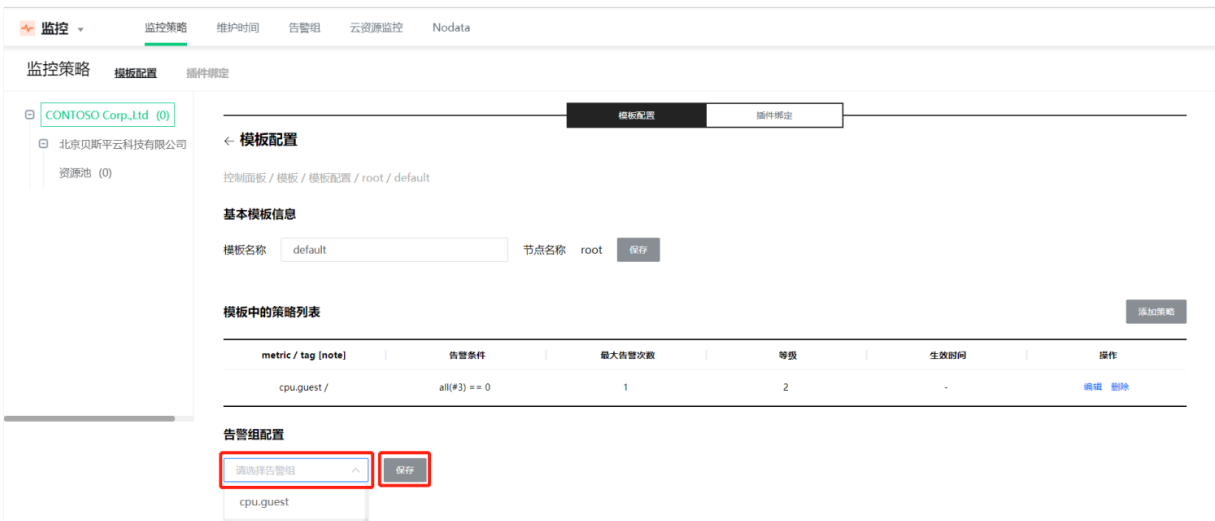 监控 监控策略 维护时间 告警组 云资源监控 Nodata
监控策略 模板配置 插件绑定
CONTOSO Corp.,Ltd (0)
北京贝斯平云科技有限公司
资源池 (0)
模板配置 插件绑定
← 模板配置
控制面板 / 模板 / 模板配置 / root / default
基本模板信息
模板名称 default 节点名称 root 保存
模板中的策略列表 添加策略
metric / tag [note] 告警条件 最大告警次数 等级 生效时间 操作
cpu.guest / all(#3) == 0 1 2 - 编辑 删除
告警组配置
请选择告警组 保存
cpu.guest